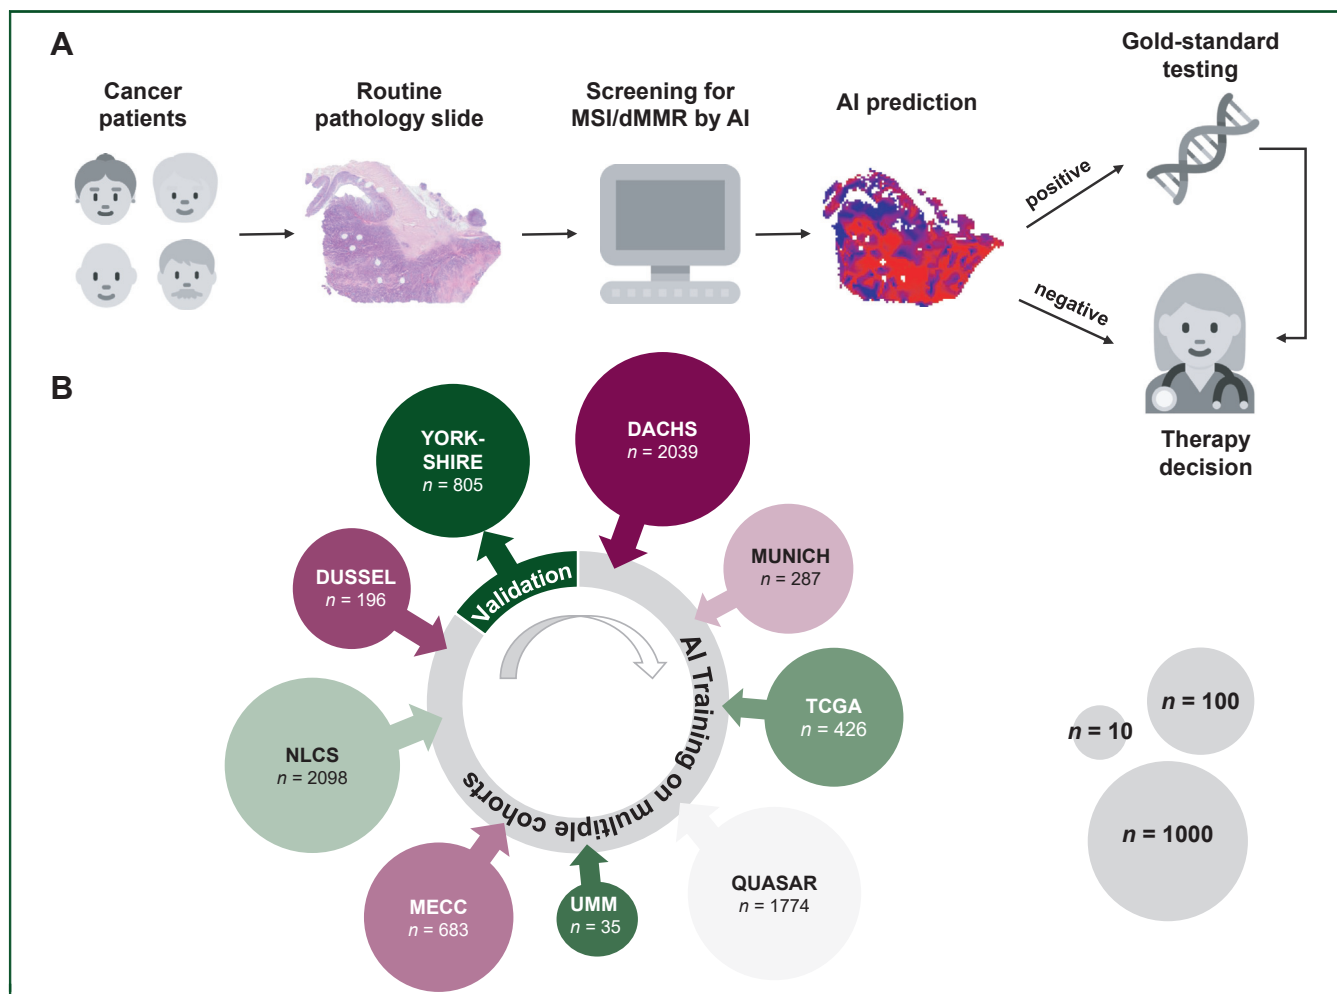 A
Cancer
patients
Routine
pathology slide
Screening for
MSI/dMMR by AI
AI prediction
Gold-standard
testing
positive
negative
Therapy
decision
B
YORK-
SHIRE
n = 805
DACHS
n = 2039
MUNICH
n = 287
DUSSEL
n = 196
Validation
AI Training on multiple cohorts
TCGA
n = 426
NLCS
n = 2098
QUASAR
n = 1774
MECC
n = 683
UMM
n = 35
n = 100
n = 10
n = 1000